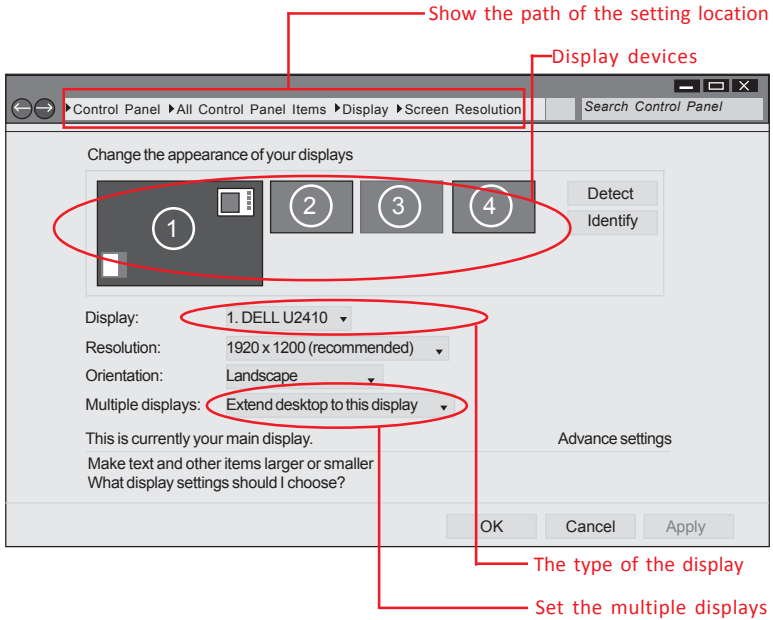 Show the path of the setting location
Display devices
Control Panel All Control Panel Items Display Screen Resolution
Search Control Panel
Change the appearance of your displays
1
2
3
4
Detect
Identify
Display: 1. DELL U2410
Resolution: 1920 x 1200 (recommended)
Orientation: Landscape
Multiple displays: Extend desktop to this display
This is currently your main display. Advance settings
Make text and other items larger or smaller
What display settings should I choose?
OK Cancel Apply
The type of the display
Set the multiple displays